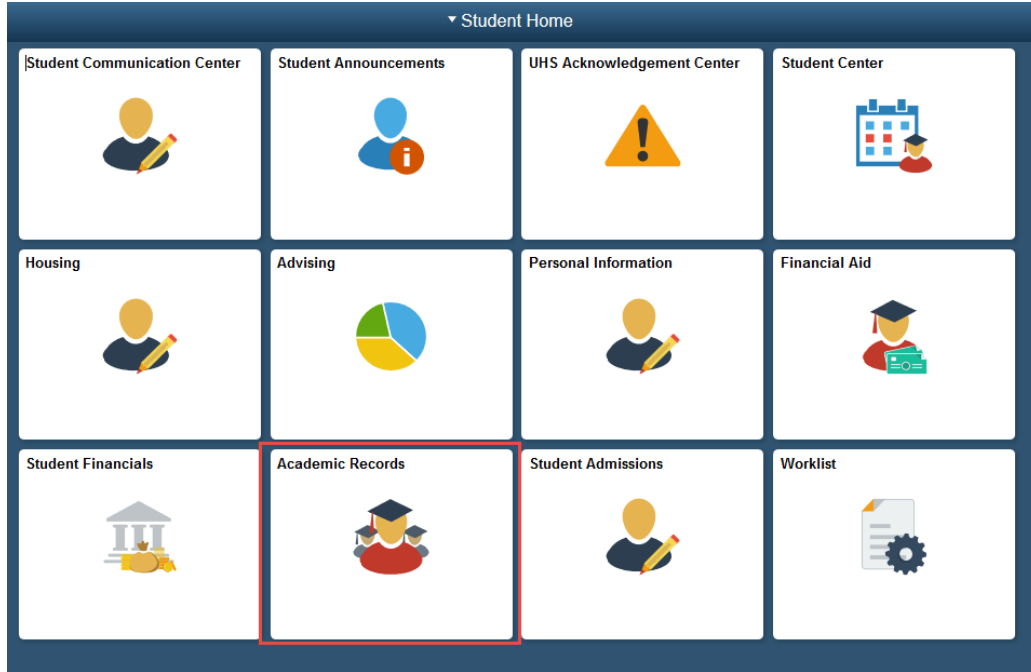 Student Home
Student Communication Center
Student Announcements
UHS Acknowledgement Center
Student Center
Housing
Advising
Personal Information
Financial Aid
Student Financials
Academic Records
Student Admissions
Worklist